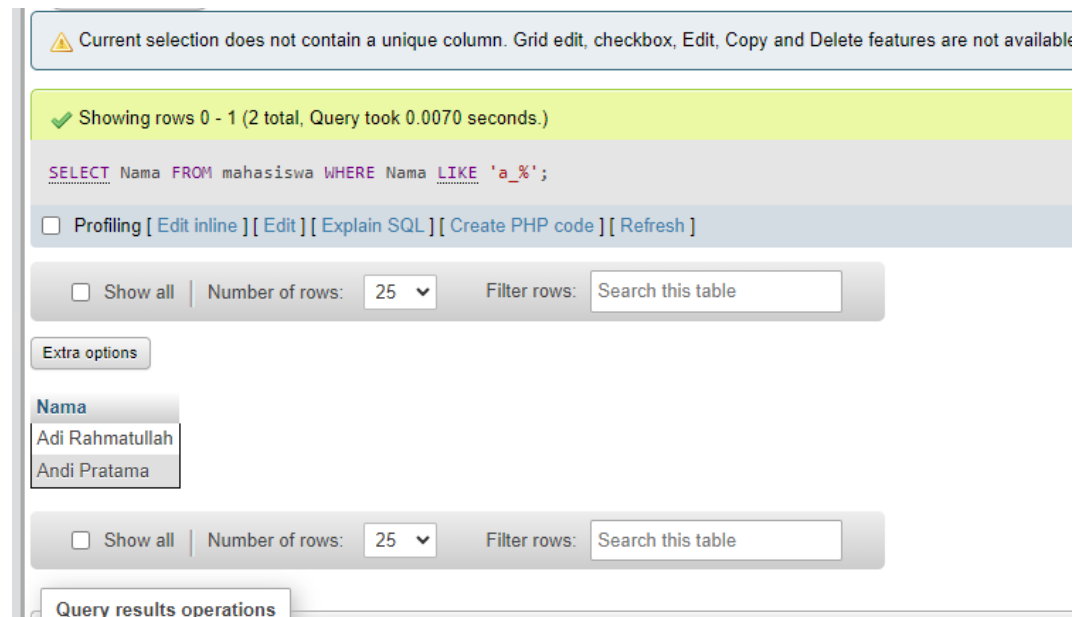 Current selection does not contain a unique column. Grid edit, checkbox, Edit, Copy and Delete features are not available
Showing rows 0 - 1 (2 total, Query took 0.0070 seconds.)
SELECT Nama FROM mahasiswa WHERE Nama LIKE 'a_%';
Profiling [ Edit inline ] [ Edit ] [ Explain SQL ] [ Create PHP code ] [ Refresh ]
Show all | Number of rows: 25 Filter rows: Search this table
Extra options
Nama
Adi Rahmatullah
Andi Pratama
Show all | Number of rows: 25 Filter rows: Search this table
Query results operations